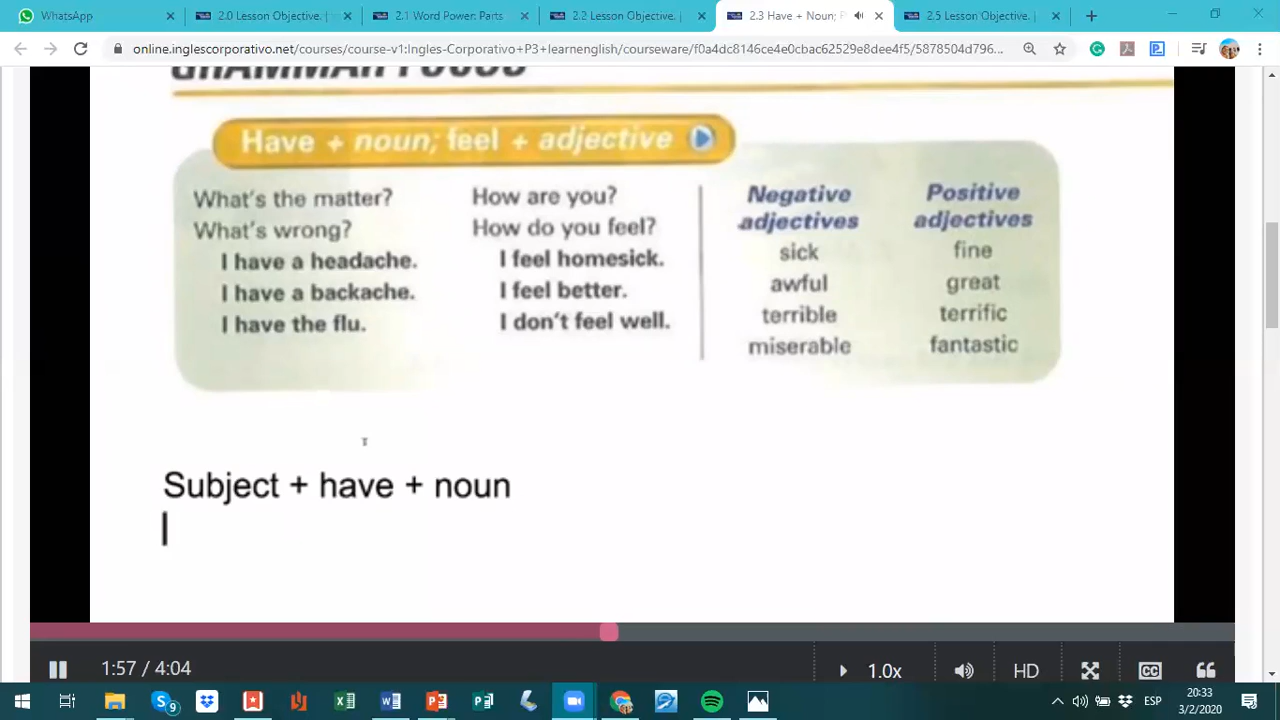 WhatsApp
2.0 Lesson Objective. |
2.1 Word Power: Parts
2.2 Lesson Objective. |
2.3 Have + Noun; F
2.5 Lesson Objective. |
online.inglescorporativo.net/courses/course-v1:Ingles-Corporativo+P3+learnenglish/courseware/f0a4dc8146ce4e0cbac62529e8dee4f5/5878504d796...
GRAMMAR FOCUS
Have + noun; feel + adjective
What's the matter?
What's wrong?
I have a headache.
I have a backache.
I have the flu.
How are you?
How do you feel?
I feel homesick.
I feel better.
I don't feel well.
Negative
adjectives
sick
awful
terrible
miserable
Positive
adjectives
fine
great
terrific
fantastic
Subject + have + noun
1:57 / 4:04
1.0x
HD
CC
ESP
20:33
3/2/2020
9